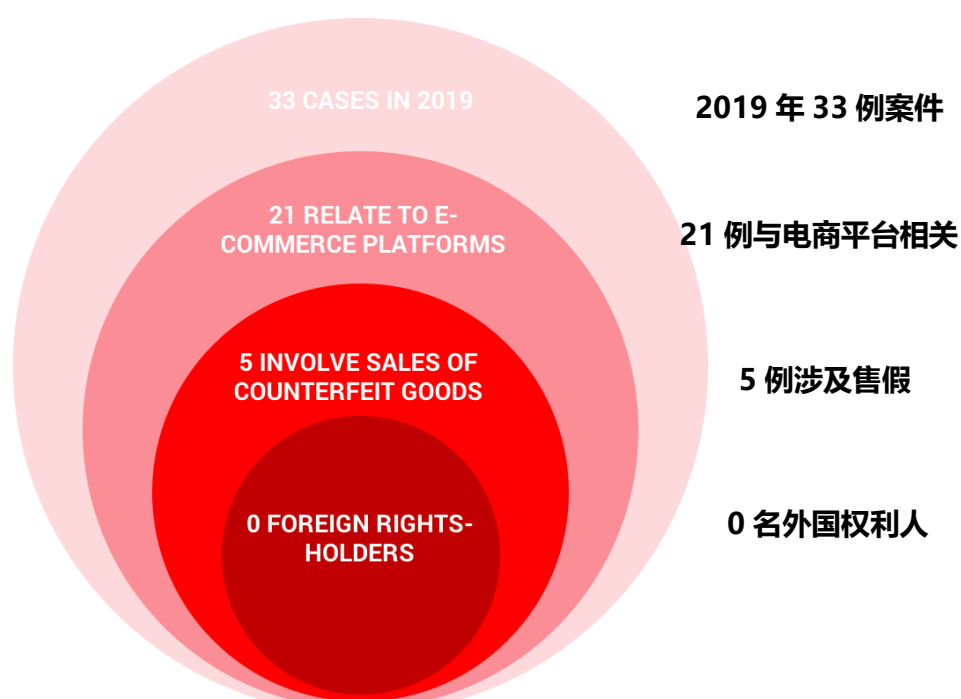 33 CASES IN 2019
2019 年 33 例案件
21 RELATE TO E-
COMMERCE PLATFORMS
21 例与电商平台相关
5 INVOLVE SALES OF
COUNTERFEIT GOODS
5 例涉及售假
0 FOREIGN RIGHTS-
HOLDERS
0 名外国权利人